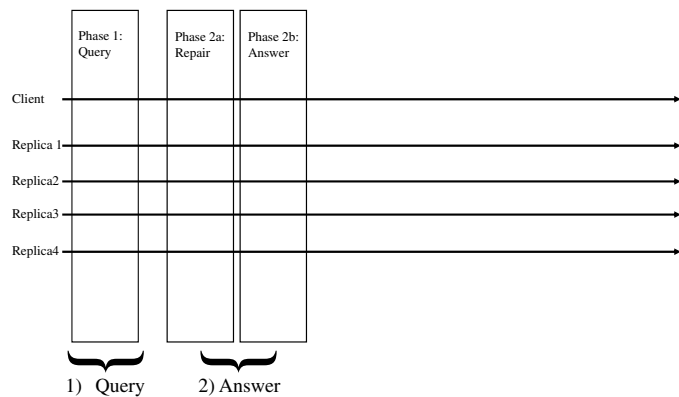 Phase 1:
Query
Phase 2a:
Repair
Phase 2b:
Answer
Client
Replica 1
Replica2
Replica3
Replica4
1) Query
2) Answer